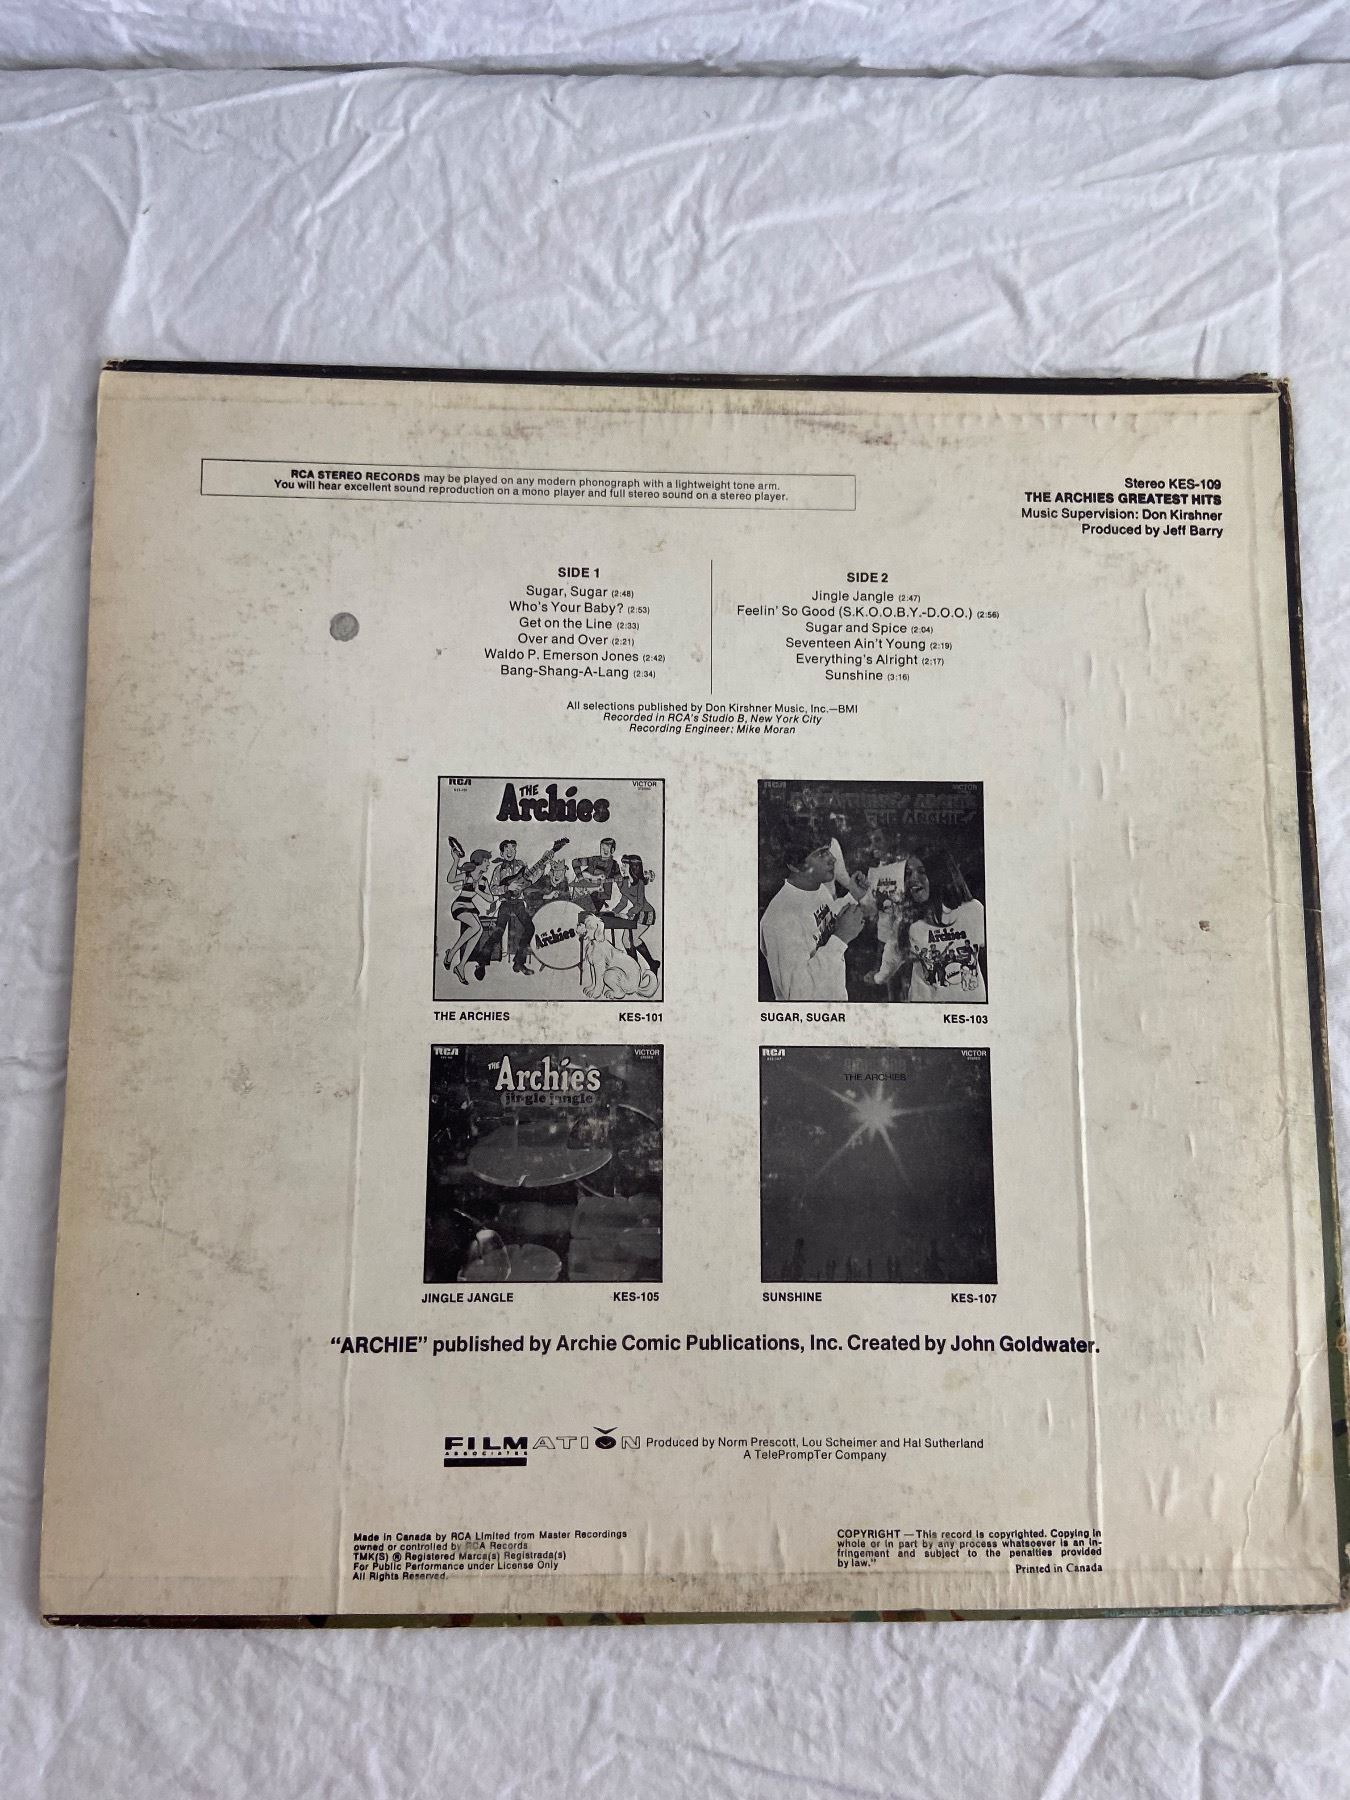 RCA STEREO RECORDS may be played on any modern phonograph with a lightweight tone arm.
You will hear excellent sound reproduction on a mono player and full stereo sound on a stereo player.
Stereo KES-109
THE ARCHIES GREATEST HITS
Music Supervision: Don Kirshner
Produced by Jeff Barry
SIDE 1
Sugar, Sugar (2:48)
Who's Your Baby? (2:53)
Get on the Line (2:33)
Over and Over (2:21)
Waldo P. Emerson Jones (2:42)
Bang-Shang-A-Lang (2:34)
SIDE 2
Jingle Jangle (2:47)
Feelin' So Good (S.K.O.O.B.Y.-D.O.O.) (2:56)
Sugar and Spice (2:04)
Seventeen Ain't Young (2:19)
Everything's Alright (2:17)
Sunshine (3:16)
All selections published by Don Kirshner Music, Inc.—BMI
Recorded in RCA's Studio B, New York City
Recording Engineer: Mike Moran
RCA VICTOR
THE
Archies
THE
Archies
THE ARCHIES KES-101
RCA VICTOR
THE
Archies
SUGAR, SUGAR KES-103
RCA VICTOR
THE
Archies
jingle jangle
JINGLE JANGLE KES-105
RCA VICTOR
THE ARCHIES
SUNSHINE KES-107
“ARCHIE” published by Archie Comic Publications, Inc. Created by John Goldwater.
FILMATION Produced by Norm Prescott, Lou Scheimer and Hal Sutherland
ASSOCIATES
A TelePrompTer Company
Made in Canada by RCA Limited from Master Recordings
owned or controlled by RCA Records
TMK(S) ® Registered Marca(s) Registrada(s)
For Public Performance under License Only
All Rights Reserved.
COPYRIGHT — This record is copyrighted. Copying in
whole or in part by any process whatsoever is an in-
fringement and subject to the penalties provided
by law.”
Printed in Canada